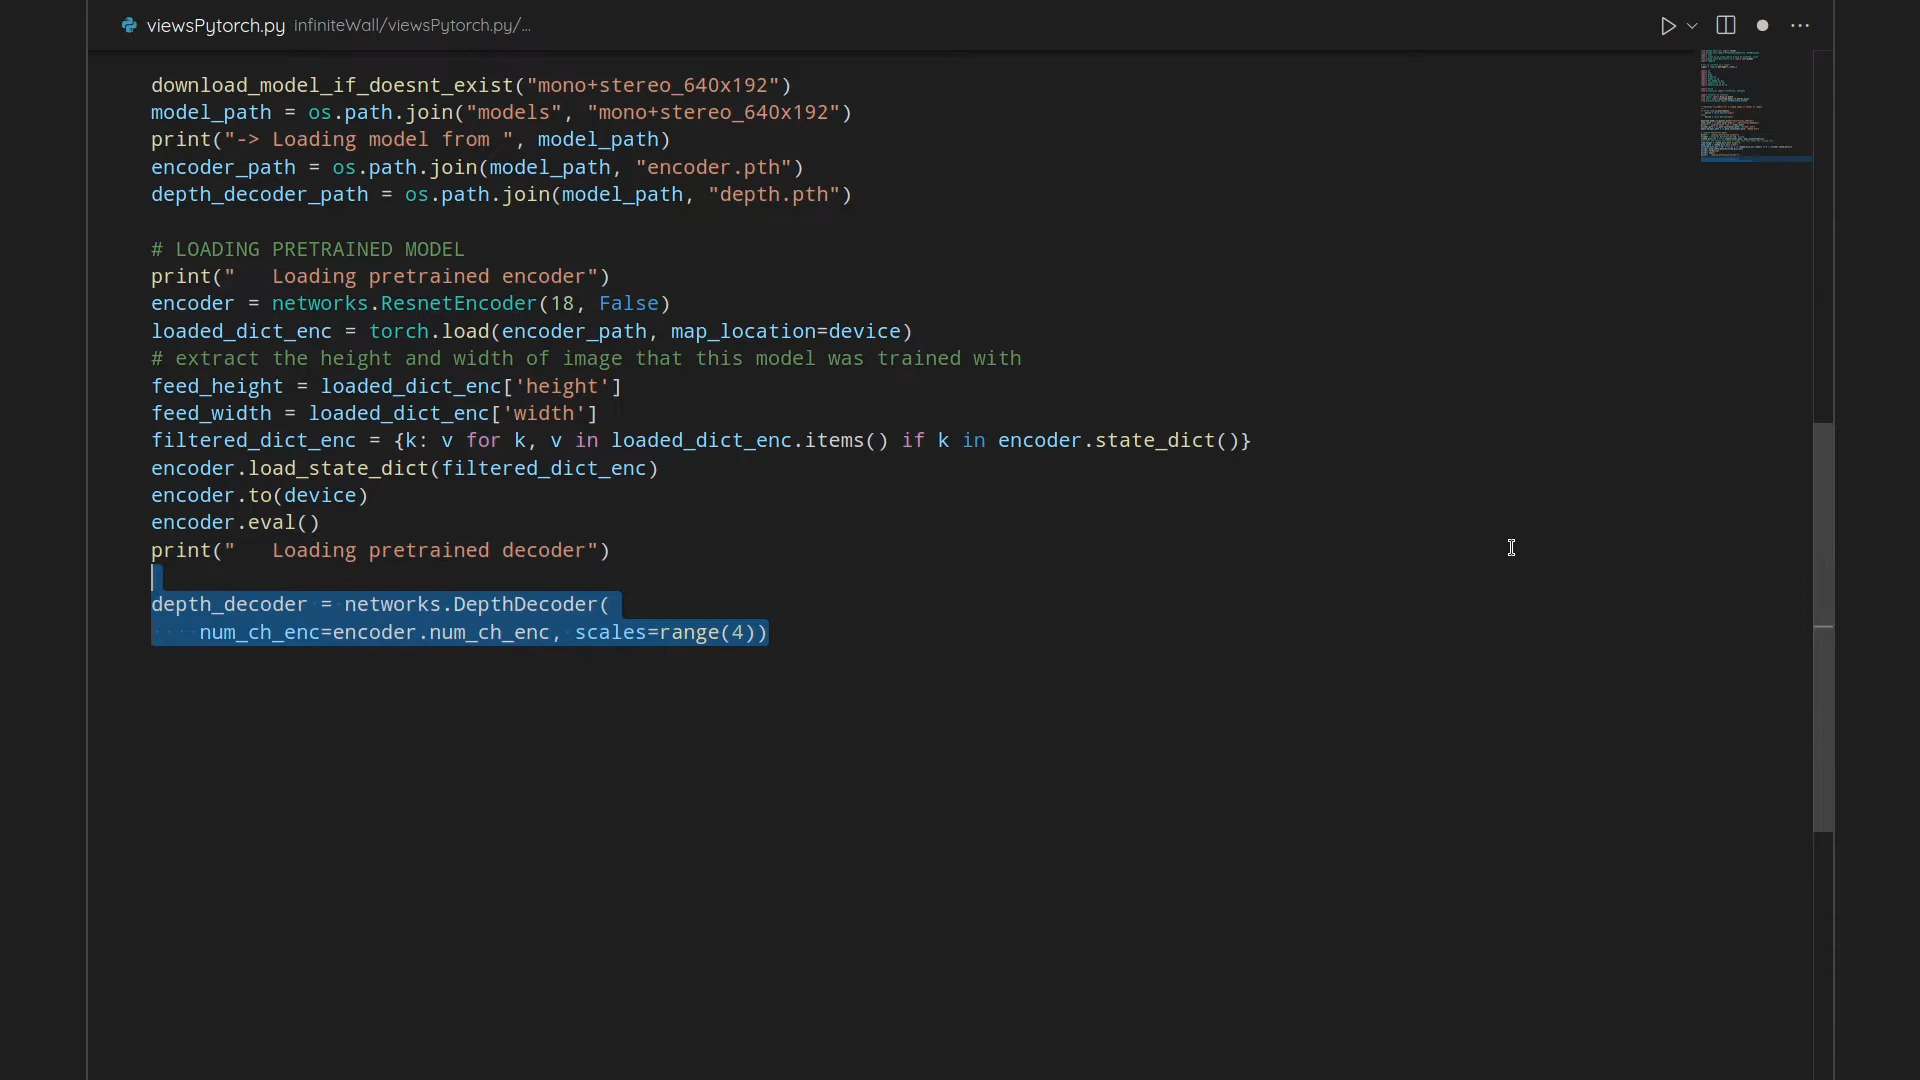 viewsPytorch.py infiniteWall/viewsPytorch.py/...
download_model_if_doesnt_exist("mono+stereo_640x192")
model_path = os.path.join("models", "mono+stereo_640x192")
print("-> Loading model from ", model_path)
encoder_path = os.path.join(model_path, "encoder.pth")
depth_decoder_path = os.path.join(model_path, "depth.pth")
# LOADING PRETRAINED MODEL
print("   Loading pretrained encoder")
encoder = networks.ResnetEncoder(18, False)
loaded_dict_enc = torch.load(encoder_path, map_location=device)
# extract the height and width of image that this model was trained with
feed_height = loaded_dict_enc['height']
feed_width = loaded_dict_enc['width']
filtered_dict_enc = {k: v for k, v in loaded_dict_enc.items() if k in encoder.state_dict()}
encoder.load_state_dict(filtered_dict_enc)
encoder.to(device)
encoder.eval()
print("   Loading pretrained decoder")
depth_decoder = networks.DepthDecoder(
    num_ch_enc=encoder.num_ch_enc, scales=range(4))